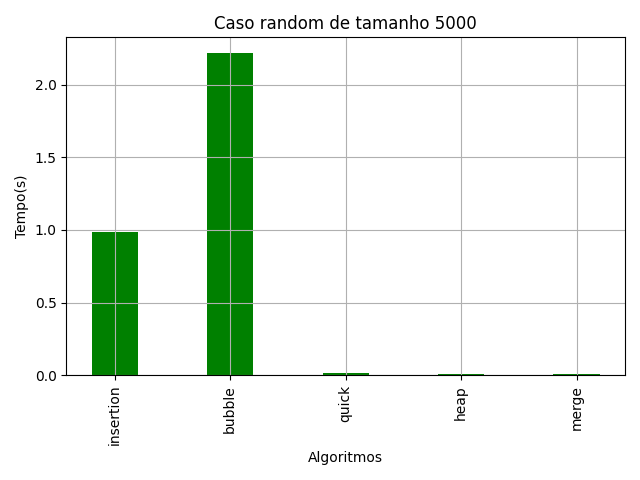 Caso random de tamanho 5000
Tempo(s)
2.0
1.5
1.0
0.5
0.0
insertion
bubble
quick
heap
merge
Algoritmos